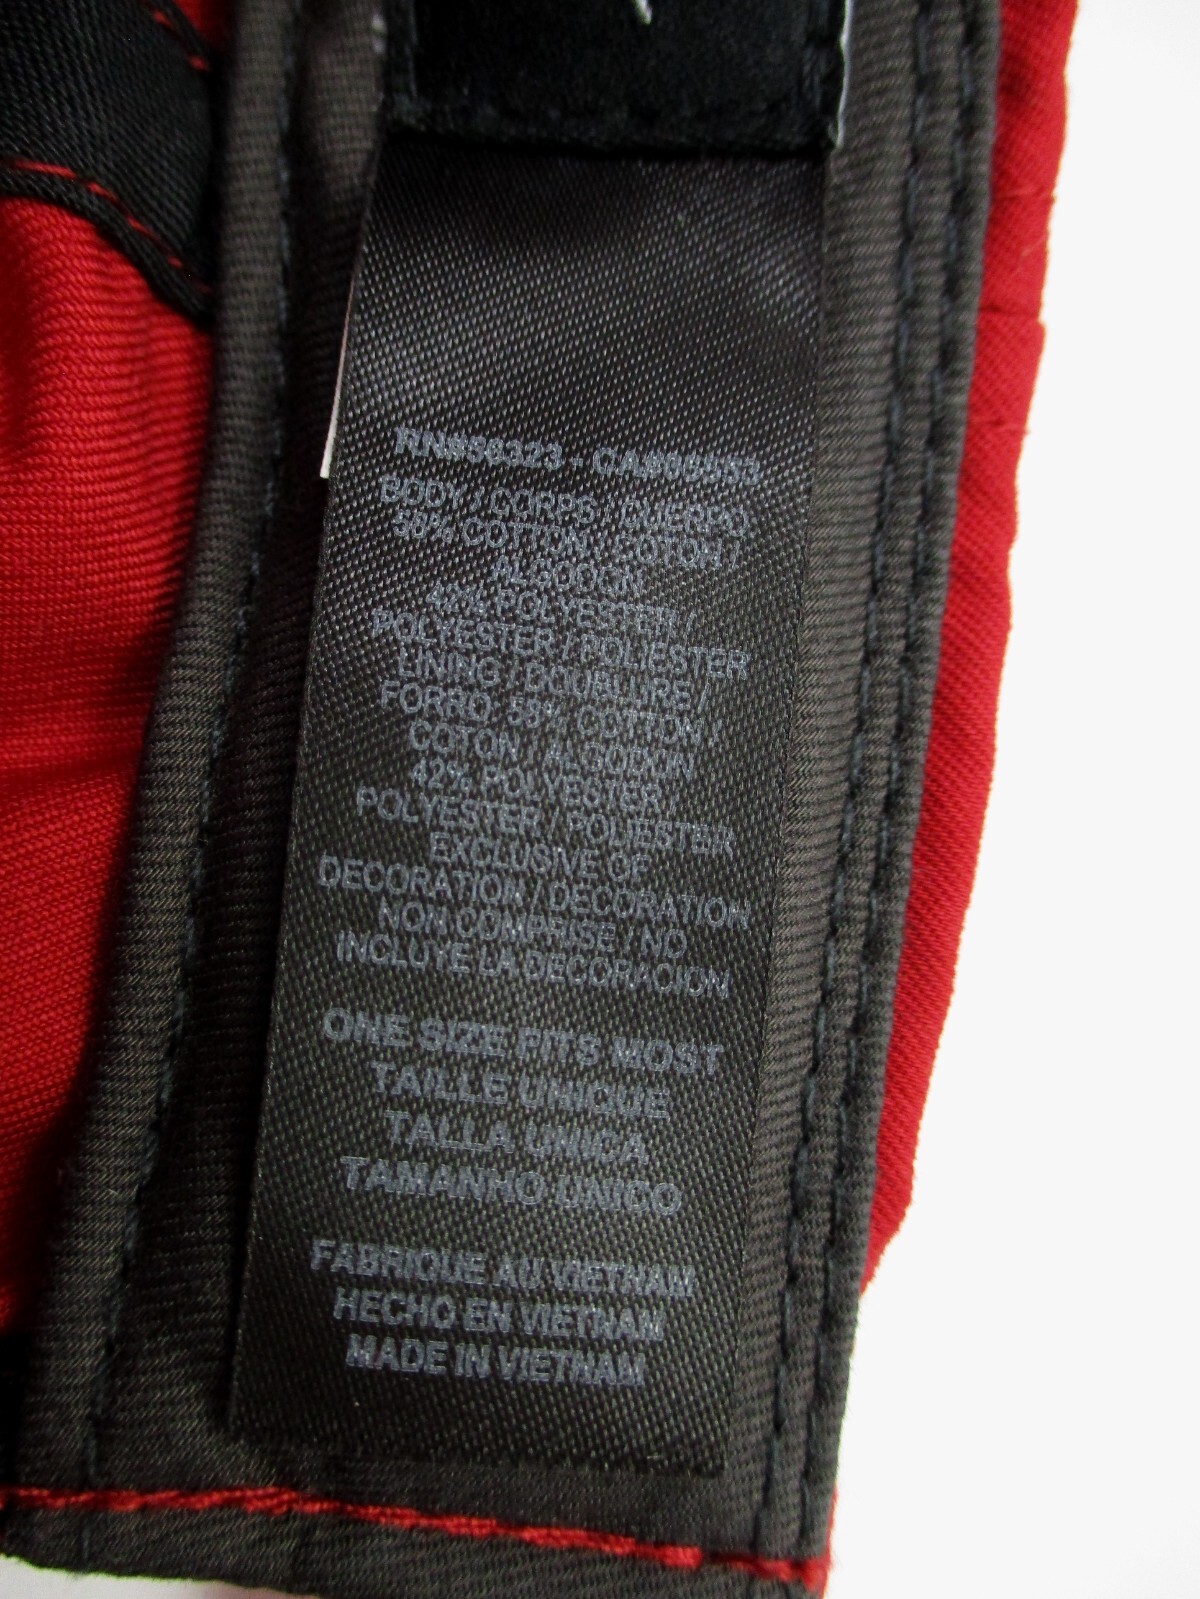 RN#56323 - CA#05553
BODY / CORPS / CUERPO
58% COTTON / COTON /
ALGODON
42% POLYESTER /
POLYESTER / POLIESTER
LINING / DOUBLURE /
FORRO 58% COTTON /
COTON / ALGODON
42% POLYESTER /
POLYESTER / POLIESTER
EXCLUSIVE OF
DECORATION / DECORATION
NON COMPRISE / NO
INCLUYE LA DECORACION
ONE SIZE FITS MOST
TAILLE UNIQUE
TALLA UNICA
TAMANHO UNICO
FABRIQUE AU VIETNAM
HECHO EN VIETNAM
MADE IN VIETNAM